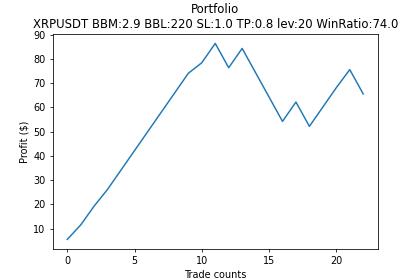 Portfolio
XRPUSDT BBM:2.9 BBL:220 SL:1.0 TP:0.8 lev:20 WinRatio:74.0
90
80
70
60
50
40
30
20
10
Profit ($)
0 5 10 15 20
Trade counts